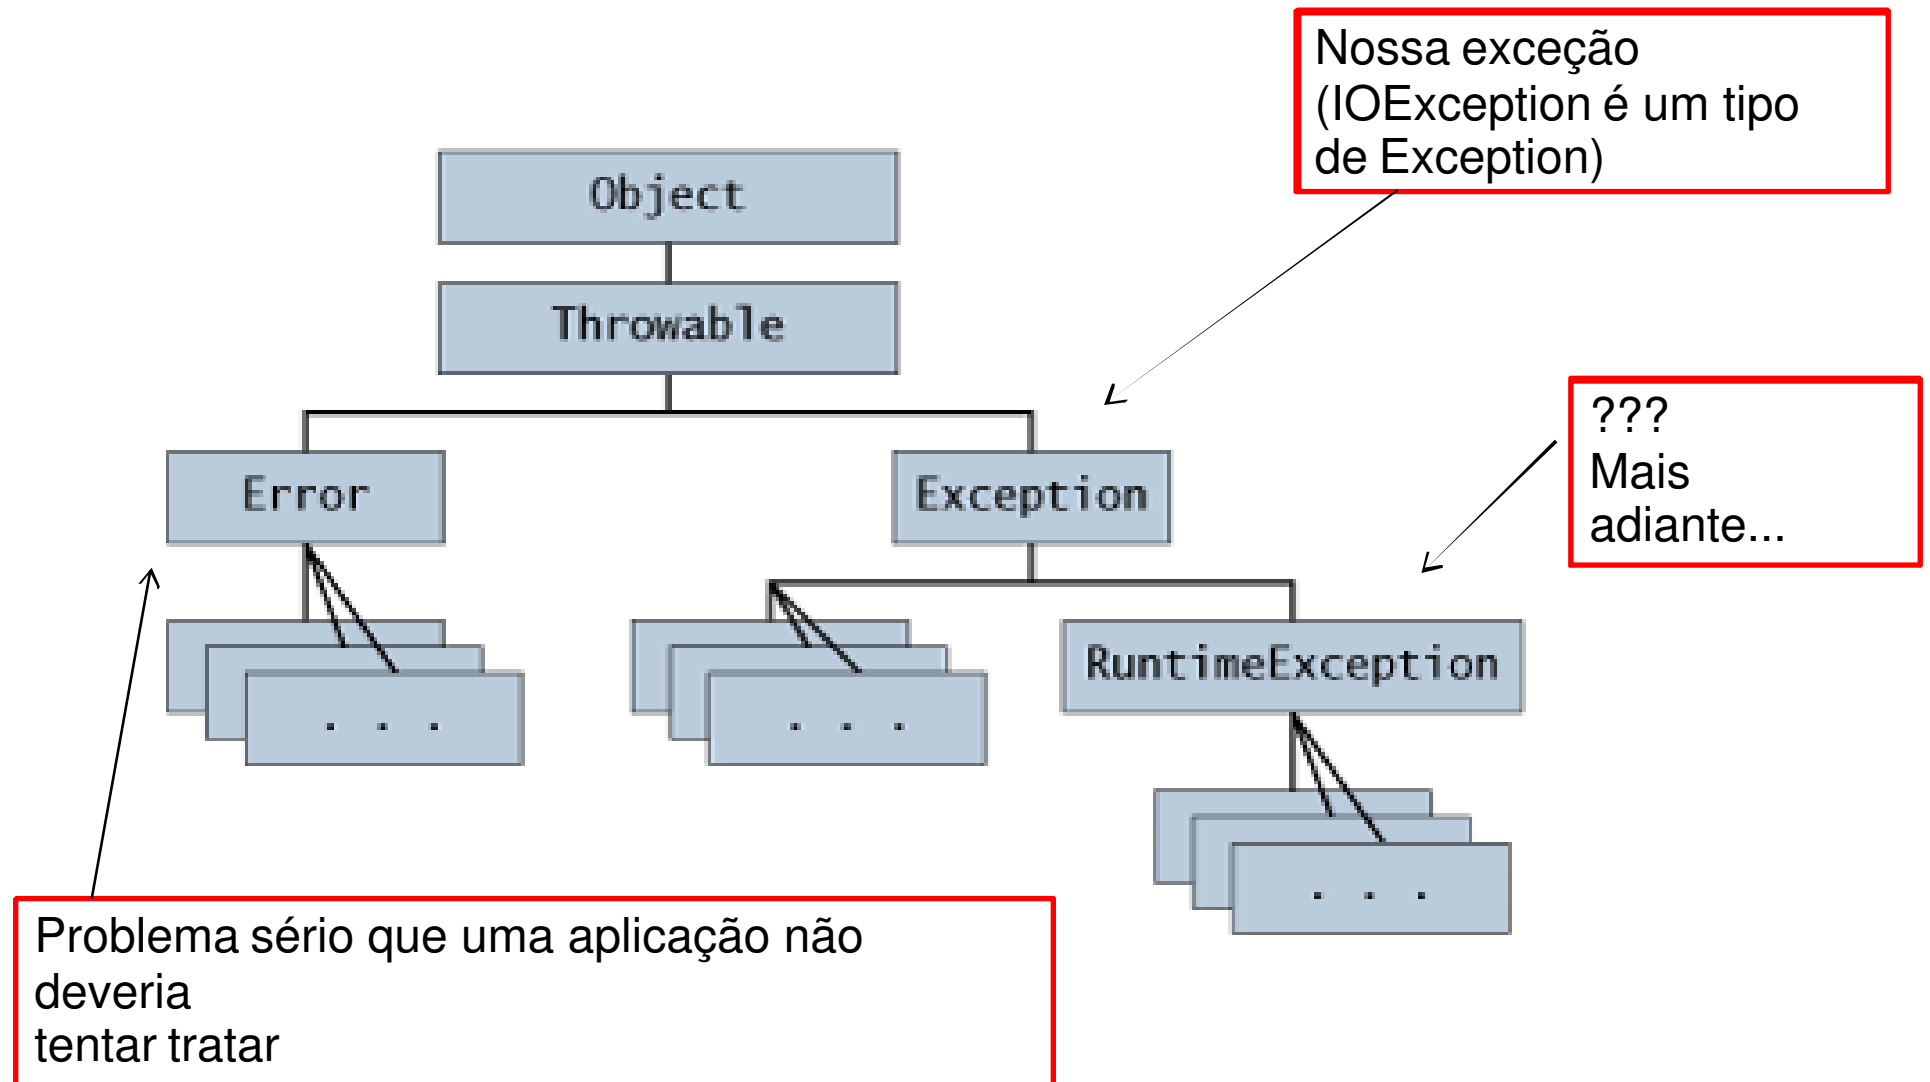 Nossa exceção
(IOException é um tipo
de Exception)
Object
Throwable
???
Mais
adiante...
Error
Exception
RuntimeException
. . .
. . .
. . .
Problema sério que uma aplicação não
deveria
tentar tratar